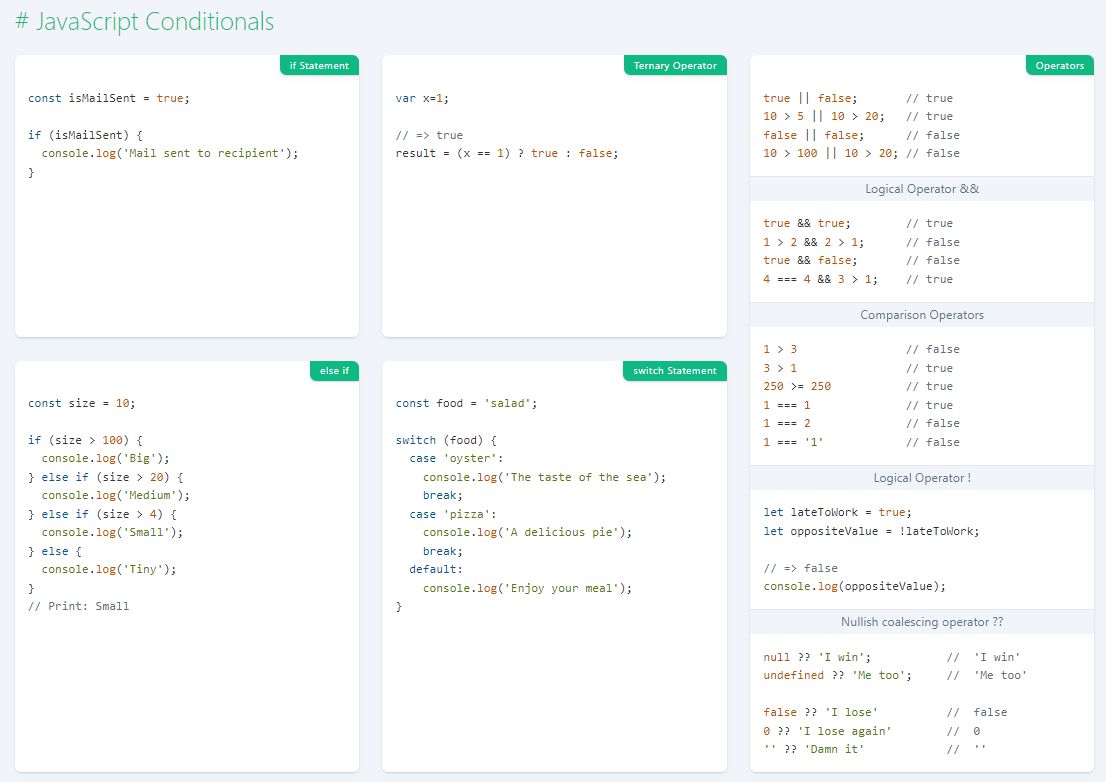 # JavaScript Conditionals
if Statement
const isMailSent = true;
if (isMailSent) {
  console.log('Mail sent to recipient');
}
Ternary Operator
var x=1;
// => true
result = (x == 1) ? true : false;
Operators
true || false;       // true
10 > 5 || 10 > 20;   // true
false || false;      // false
10 > 100 || 10 > 20; // false
Logical Operator &&
true && true;        // true
1 > 2 && 2 > 1;      // false
true && false;       // false
4 === 4 && 3 > 1;    // true
Comparison Operators
1 > 3                // false
3 > 1                // true
250 >= 250           // true
1 === 1              // true
1 === 2              // false
1 === '1'            // false
Logical Operator !
let lateToWork = true;
let oppositeValue = !lateToWork;
// => false
console.log(oppositeValue);
Nullish coalescing operator ??
null ?? 'I win';           //  'I win'
undefined ?? 'Me too';     //  'Me too'
false ?? 'I lose'          //  false
0 ?? 'I lose again'        //  0
'' ?? 'Damn it'            //  ''
else if
const size = 10;
if (size > 100) {
  console.log('Big');
} else if (size > 20) {
  console.log('Medium');
} else if (size > 4) {
  console.log('Small');
} else {
  console.log('Tiny');
}
// Print: Small
switch Statement
const food = 'salad';
switch (food) {
  case 'oyster':
    console.log('The taste of the sea');
    break;
  case 'pizza':
    console.log('A delicious pie');
    break;
  default:
    console.log('Enjoy your meal');
}